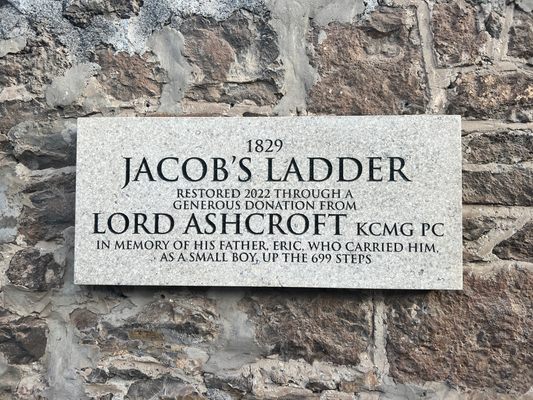 1829
JACOB'S LADDER
RESTORED 2022 THROUGH A
GENEROUS DONATION FROM
LORD ASHCROFT KCMG PC
IN MEMORY OF HIS FATHER, ERIC, WHO CARRIED HIM,
AS A SMALL BOY, UP THE 699 STEPS